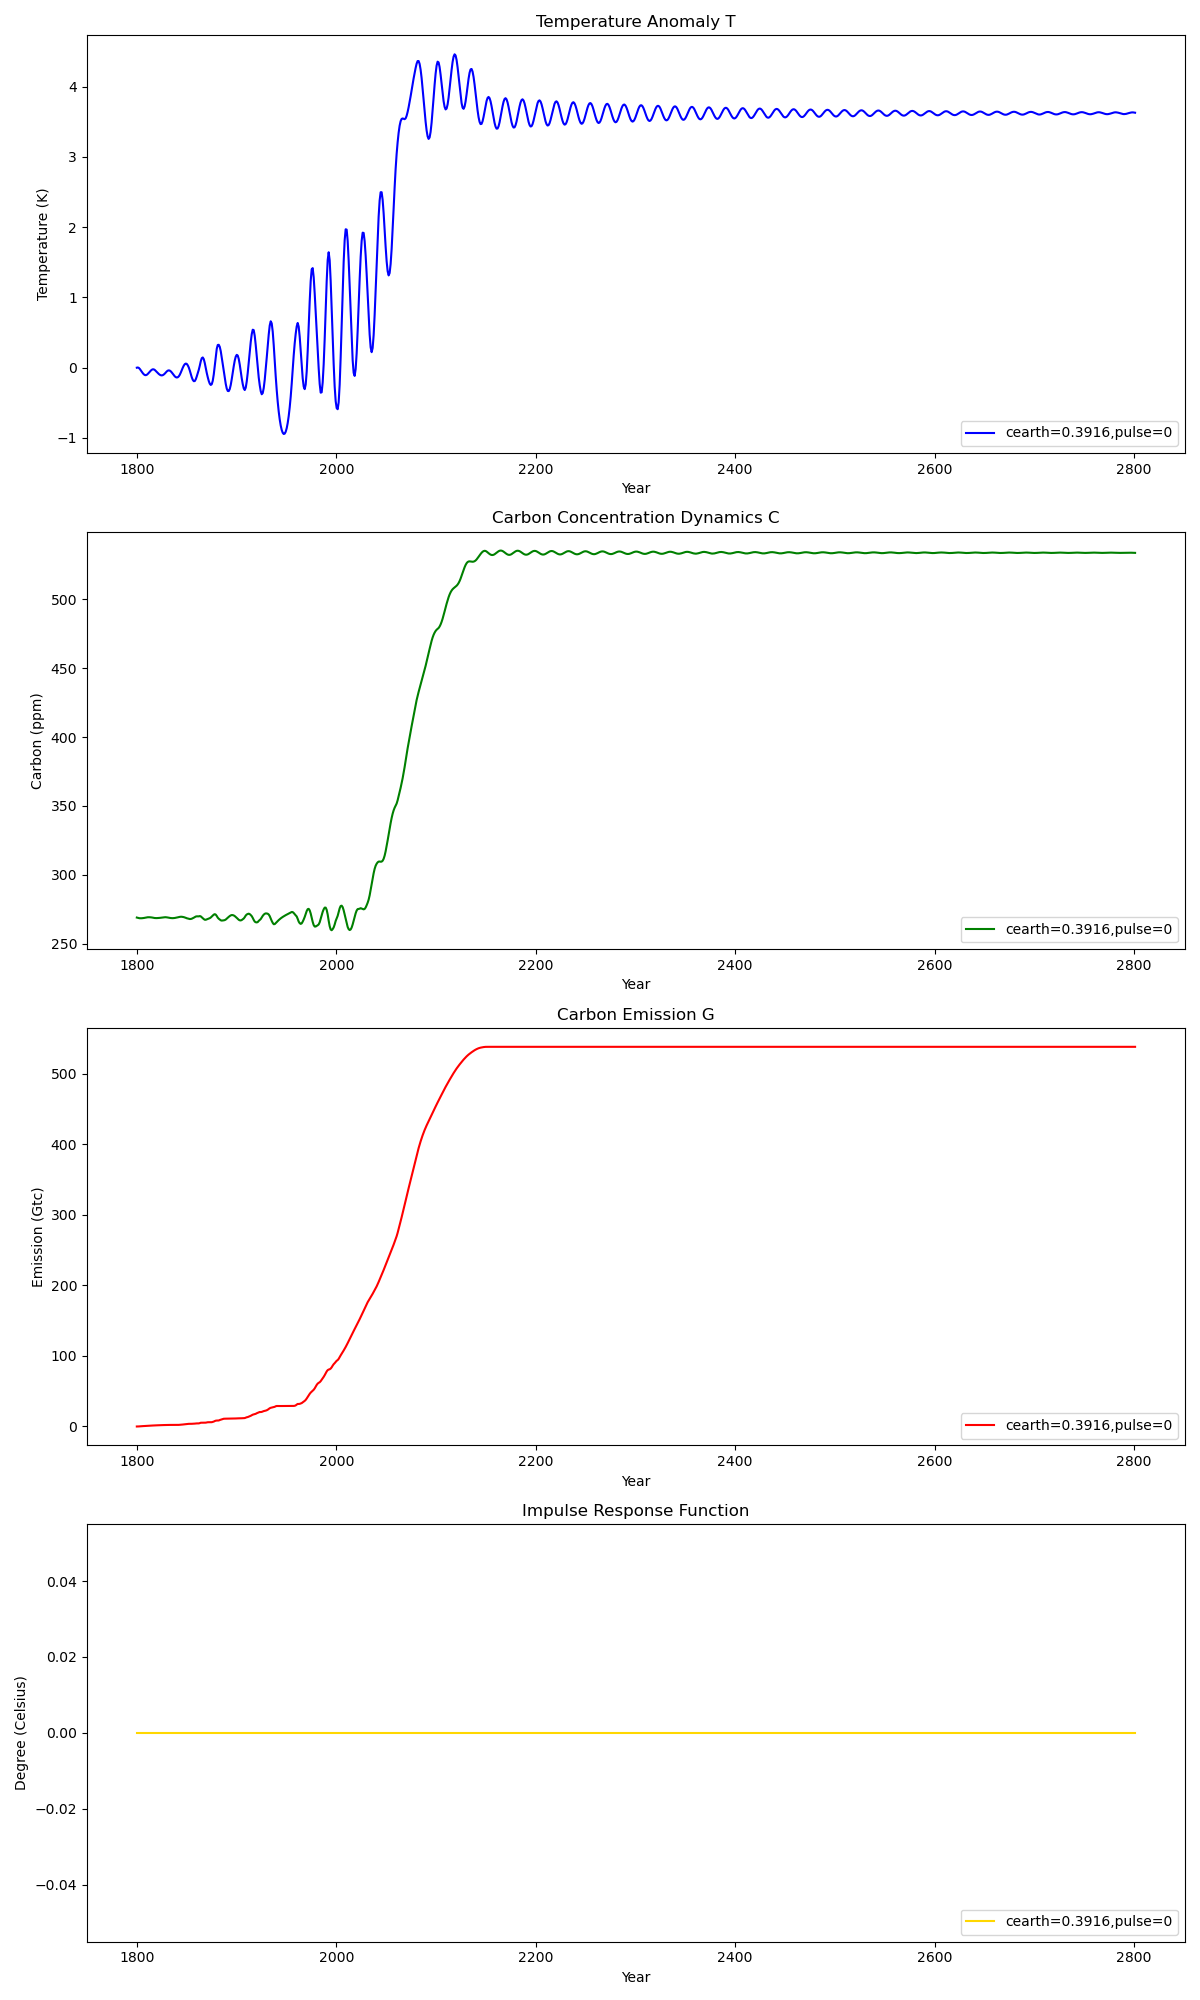 Temperature Anomaly T
Temperature (K)
4
3
2
1
0
−1
cearth=0.3916,pulse=0
1800 2000 2200 2400 2600 2800
Year
Carbon Concentration Dynamics C
Carbon (ppm)
500
450
400
350
300
250
cearth=0.3916,pulse=0
1800 2000 2200 2400 2600 2800
Year
Carbon Emission G
Emission (Gtc)
500
400
300
200
100
0
cearth=0.3916,pulse=0
1800 2000 2200 2400 2600 2800
Year
Impulse Response Function
Degree (Celsius)
0.04
0.02
0.00
−0.02
−0.04
cearth=0.3916,pulse=0
1800 2000 2200 2400 2600 2800
Year